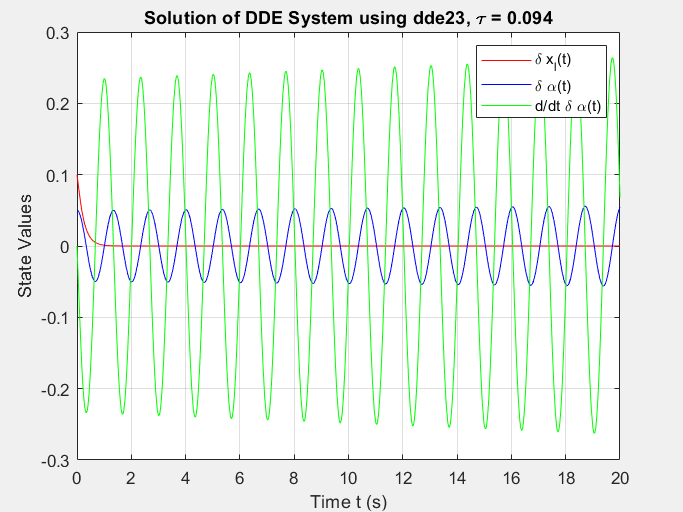 Solution of DDE System using dde23, τ = 0.094
δ x_l(t)
δ α(t)
d/dt δ α(t)
State Values
0.3
0.2
0.1
0
-0.1
-0.2
-0.3
0 2 4 6 8 10 12 14 16 18 20
Time t (s)